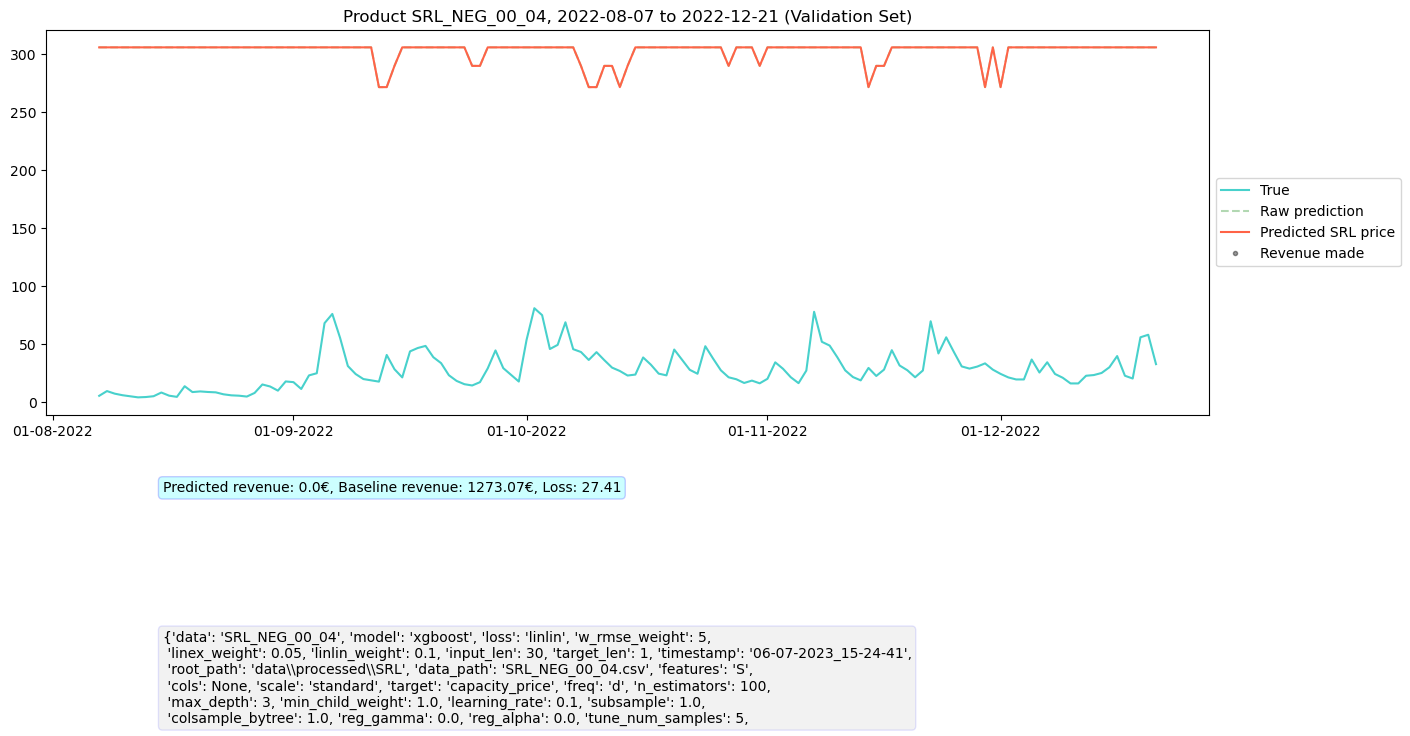 Product SRL_NEG_00_04, 2022-08-07 to 2022-12-21 (Validation Set)
300
250
200
150
100
50
0
01-08-2022
01-09-2022
01-10-2022
01-11-2022
01-12-2022
True
Raw prediction
Predicted SRL price
Revenue made
Predicted revenue: 0.0€, Baseline revenue: 1273.07€, Loss: 27.41
{'data': 'SRL_NEG_00_04', 'model': 'xgboost', 'loss': 'linlin', 'w_rmse_weight': 5,
'linex_weight': 0.05, 'linlin_weight': 0.1, 'input_len': 30, 'target_len': 1, 'timestamp': '06-07-2023_15-24-41',
'root_path': 'data\\processed\\SRL', 'data_path': 'SRL_NEG_00_04.csv', 'features': 'S',
'cols': None, 'scale': 'standard', 'target': 'capacity_price', 'freq': 'd', 'n_estimators': 100,
'max_depth': 3, 'min_child_weight': 1.0, 'learning_rate': 0.1, 'subsample': 1.0,
'colsample_bytree': 1.0, 'reg_gamma': 0.0, 'reg_alpha': 0.0, 'tune_num_samples': 5,